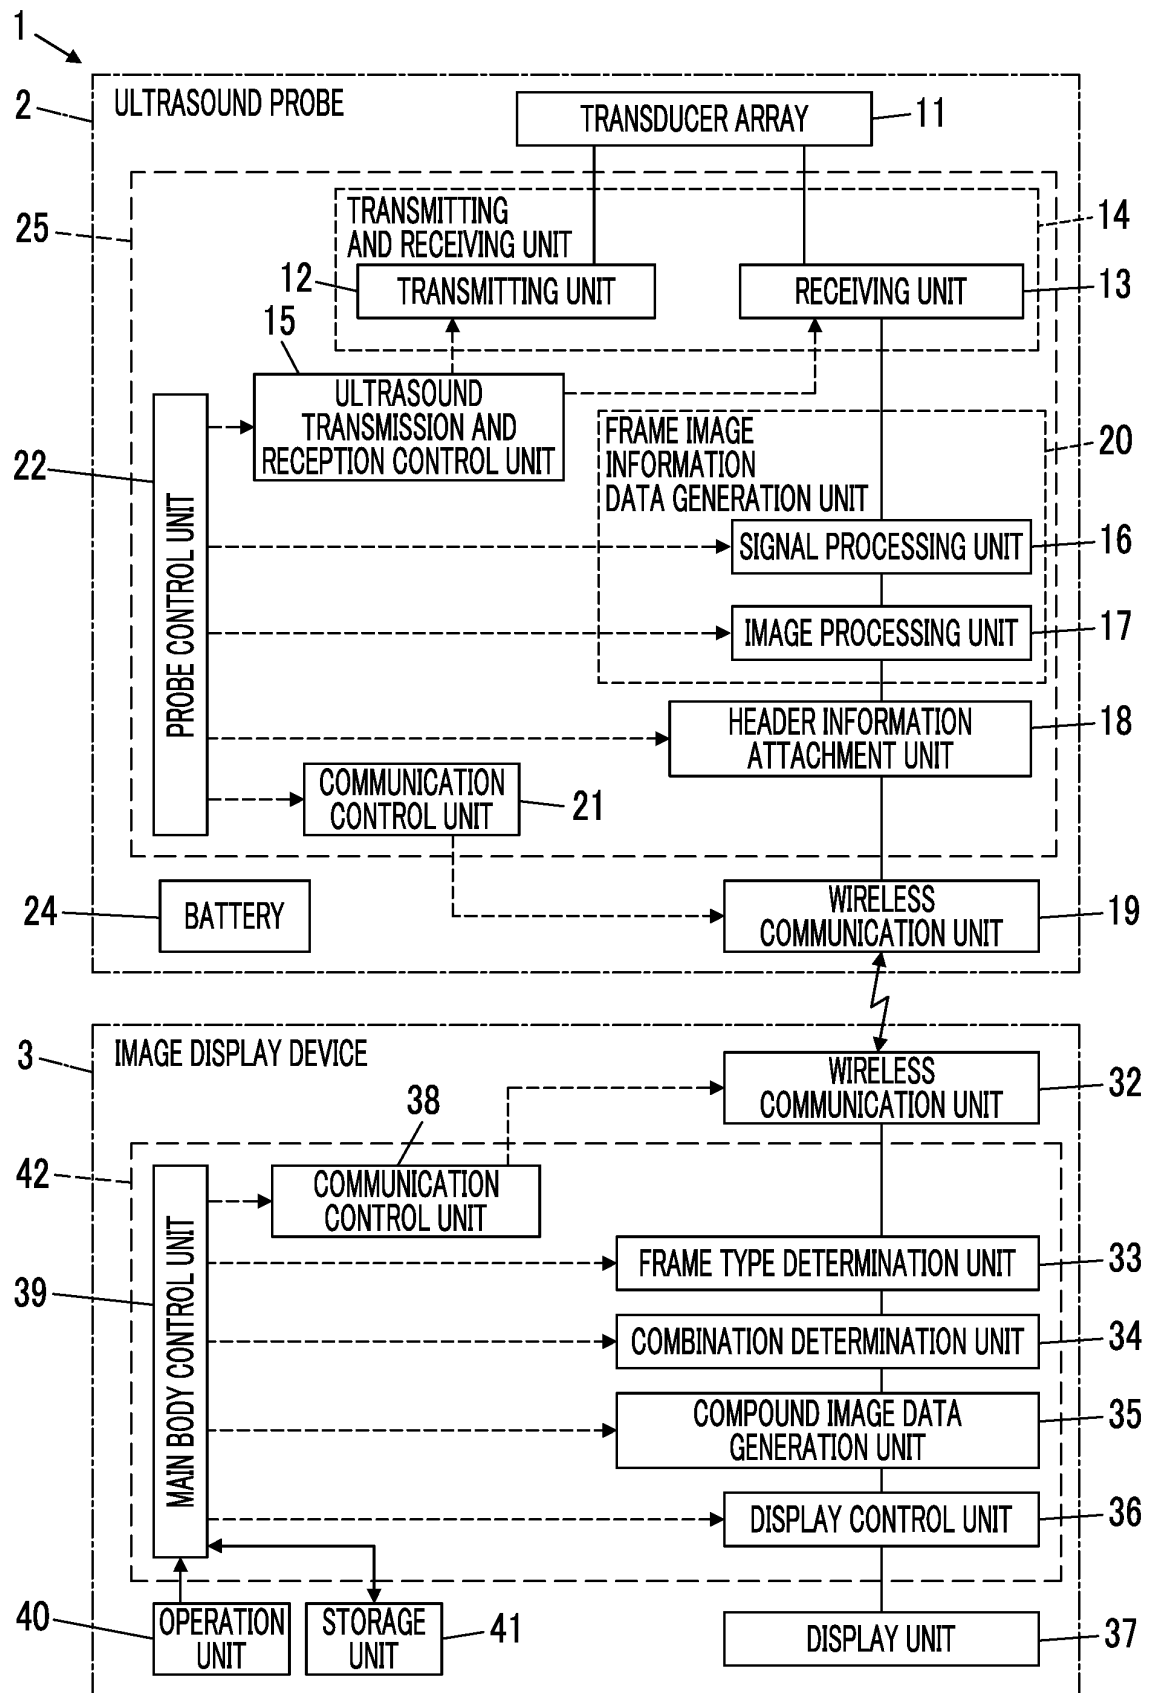 1
2
ULTRASOUND PROBE
TRANSDUCER ARRAY
11
25
TRANSMITTING
AND RECEIVING UNIT
14
12
TRANSMITTING UNIT
RECEIVING UNIT
13
15
ULTRASOUND
TRANSMISSION AND
RECEPTION CONTROL UNIT
22
PROBE CONTROL UNIT
FRAME IMAGE
INFORMATION
DATA GENERATION UNIT
20
SIGNAL PROCESSING UNIT
16
IMAGE PROCESSING UNIT
17
HEADER INFORMATION
ATTACHMENT UNIT
18
COMMUNICATION
CONTROL UNIT
21
24
BATTERY
WIRELESS
COMMUNICATION UNIT
19
3
IMAGE DISPLAY DEVICE
WIRELESS
COMMUNICATION UNIT
32
38
42
COMMUNICATION
CONTROL UNIT
39
MAIN BODY CONTROL UNIT
FRAME TYPE DETERMINATION UNIT
33
COMBINATION DETERMINATION UNIT
34
COMPOUND IMAGE DATA
GENERATION UNIT
35
DISPLAY CONTROL UNIT
36
40
OPERATION
UNIT
STORAGE
UNIT
41
DISPLAY UNIT
37